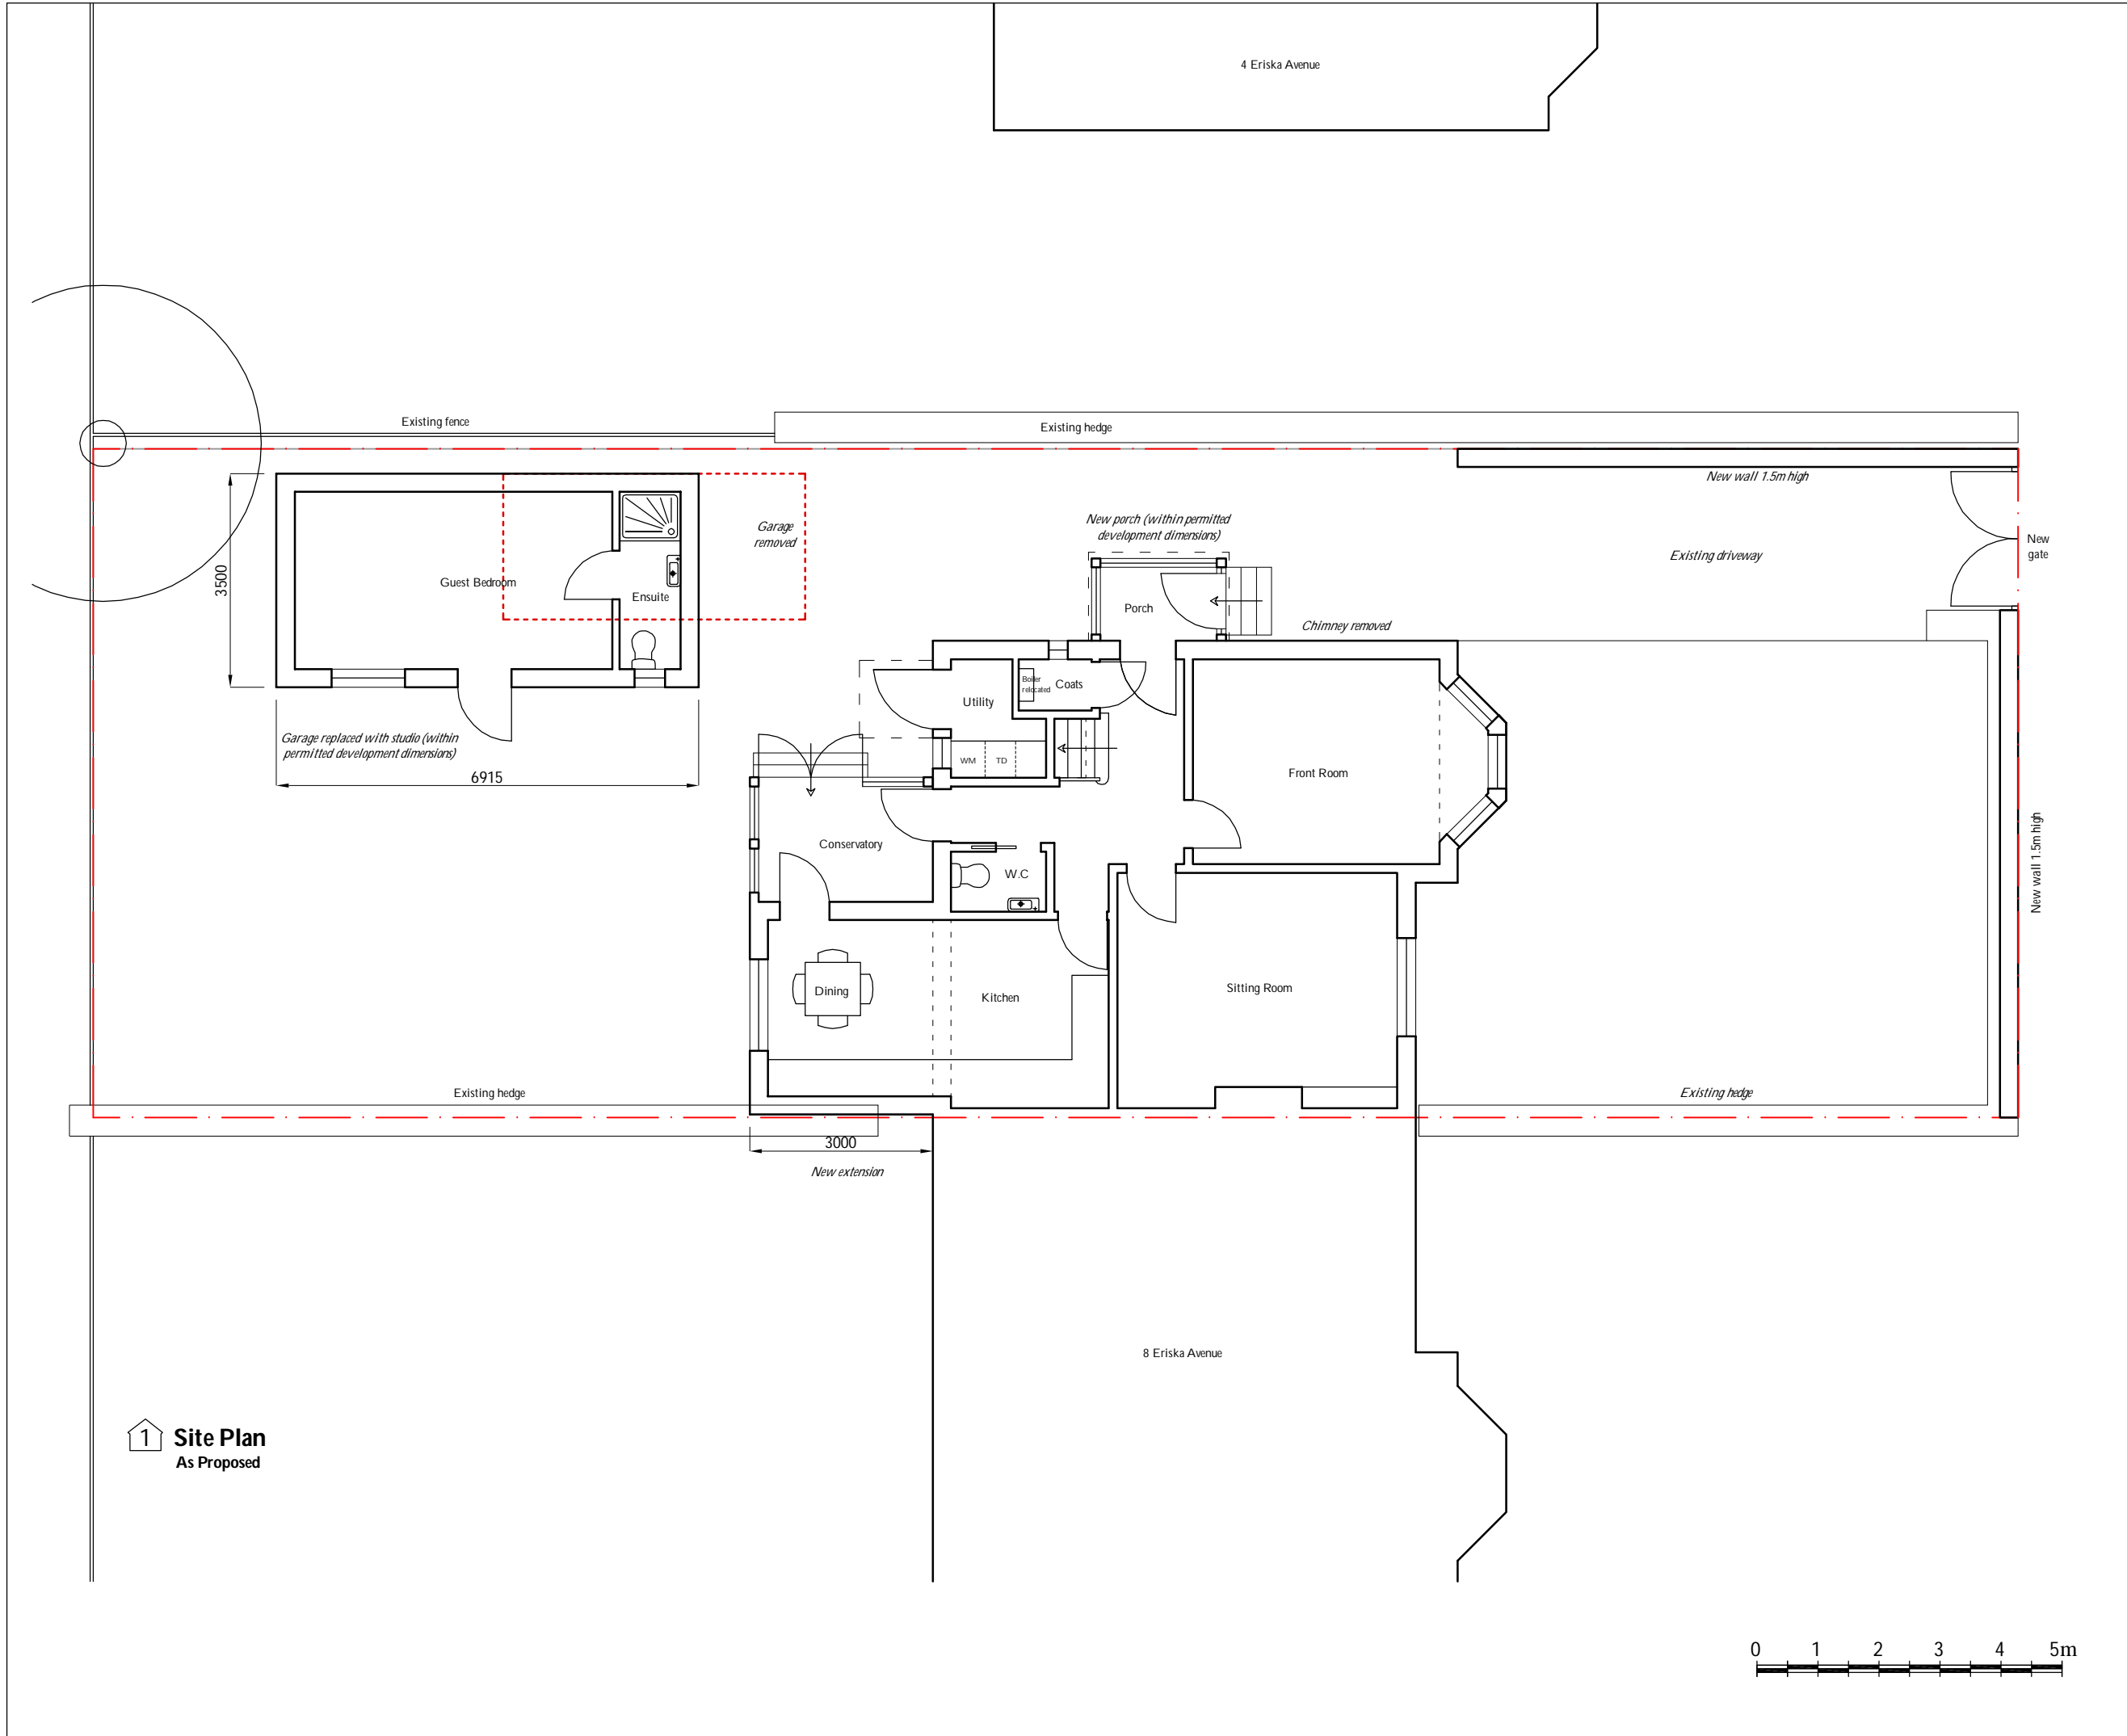 4 Eriska Avenue
Existing fence
Existing hedge
New wall 1.5m high
Garage
removed
New porch (within permitted
development dimensions)
New
gate
Existing driveway
3500
Guest Bedroom
Ensuite
Porch
Chimney removed
Boiler
relocated
Coats
Utility
Garage replaced with studio (within
permitted development dimensions)
6915
WM
TD
Front Room
Conservatory
W.C
New wall 1.5m high
Dining
Kitchen
Sitting Room
Existing hedge
Existing hedge
3000
New extension
8 Eriska Avenue
1
Site Plan
As Proposed
0 1 2 3 4 5m